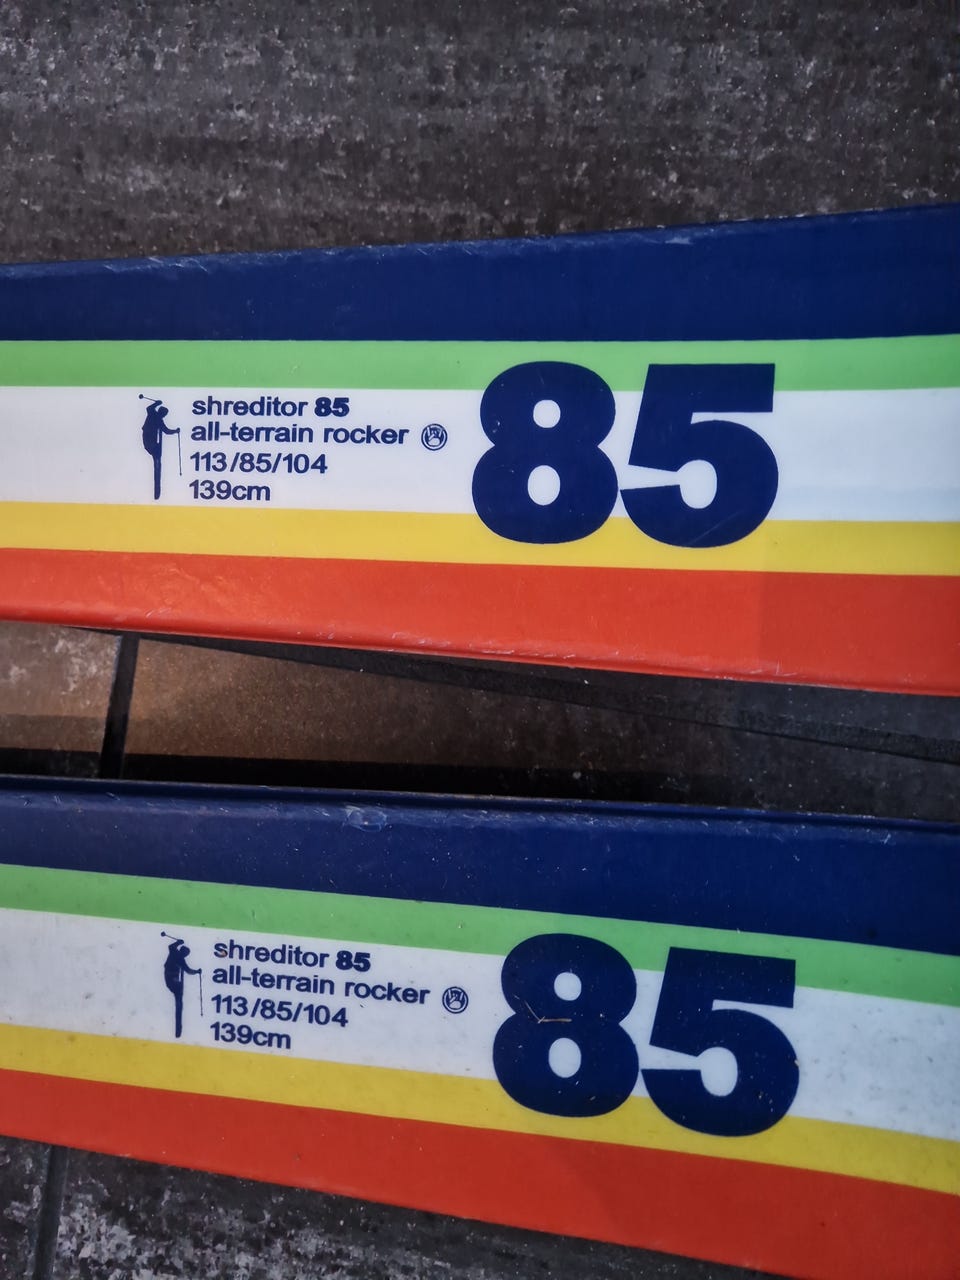 shreditor 85
all-terrain rocker
113/85/104
139cm
85
shreditor 85
all-terrain rocker
113/85/104
139cm
85